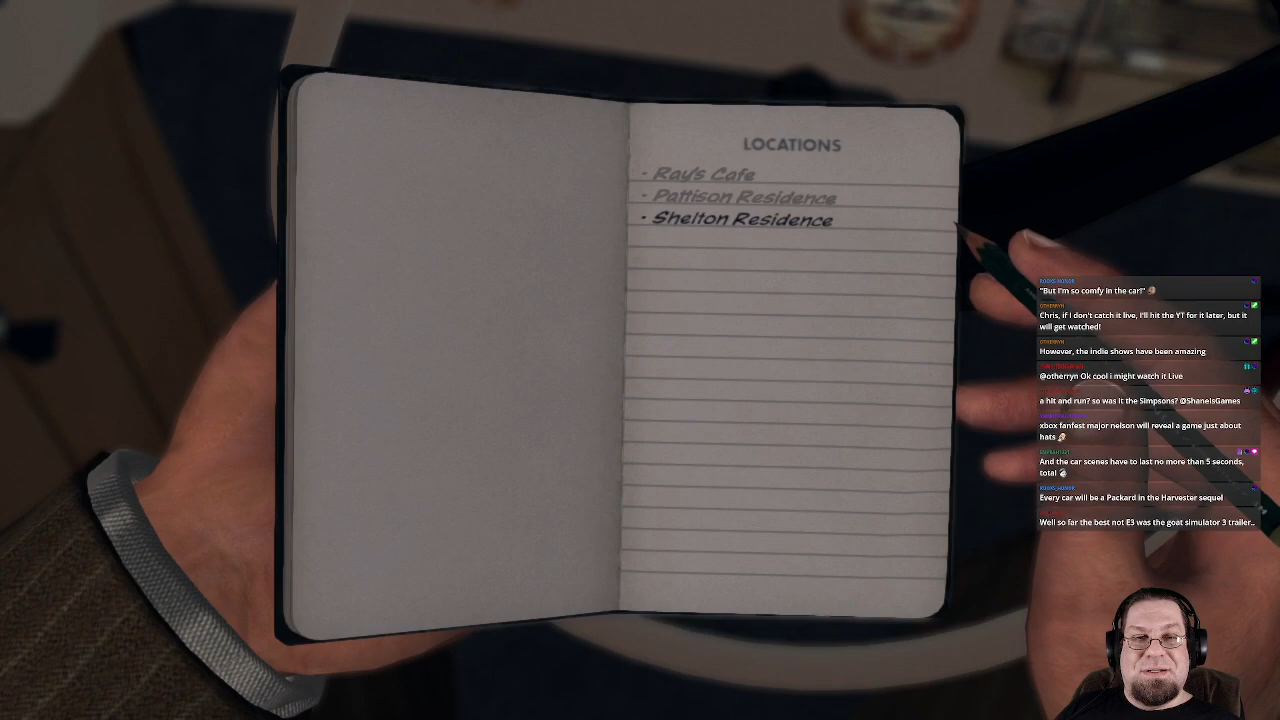 LOCATIONS
- Ray's Cafe
- Pattison Residence
- Shelton Residence
ROOKS_HONOR
"But I'm so comfy in the car!"
OTHERRYN
Chris, if I don't catch it live, I'll hit the YT for it later, but it
will get watched!
OTHERRYN
However, the indie shows have been amazing
@otherryn Ok cool i might watch it Live
a hit and run? so was it the Simpsons? @ShaneIsGames
xbox fanfest major nelson will reveal a game just about
hats
And the car scenes have to last no more than 5 seconds,
total
ROOKS_HONOR
Every car will be a Packard in the Harvester sequel
Well so far the best not E3 was the goat simulator 3 trailer..